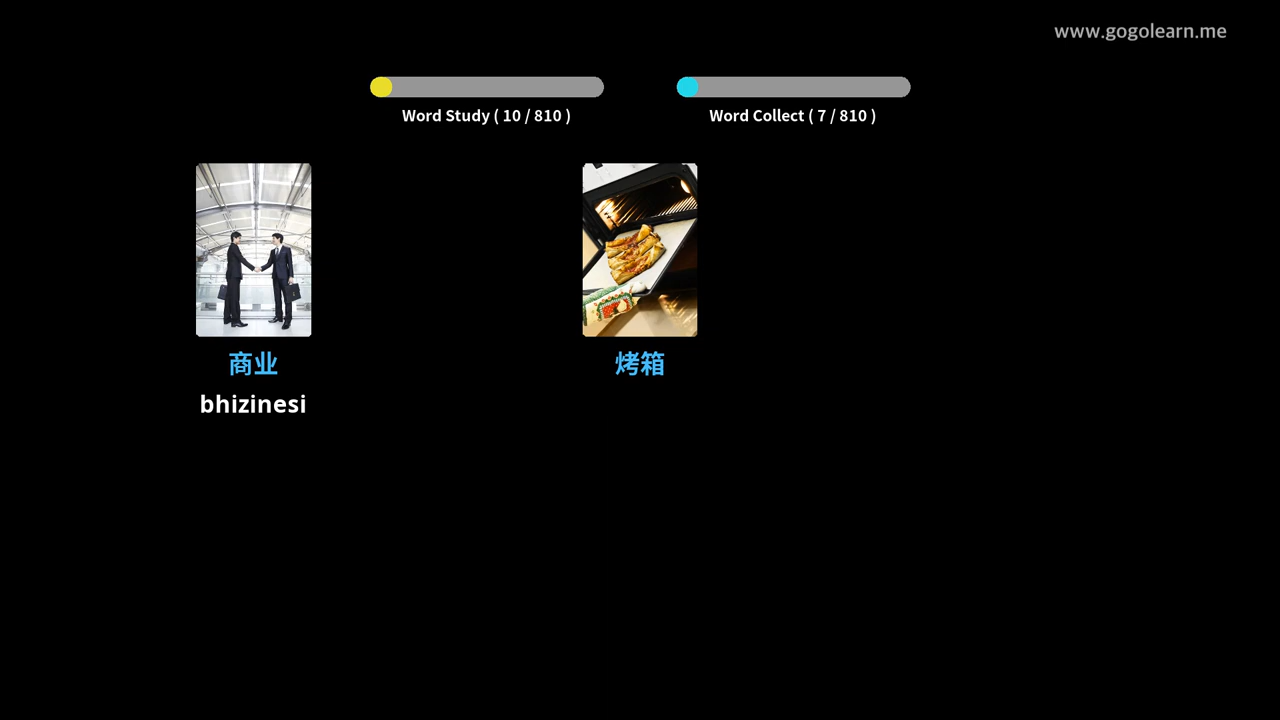 www.gogolearn.me
Word Study ( 10 / 810 )
Word Collect ( 7 / 810 )
商业
烤箱
bhizinesi